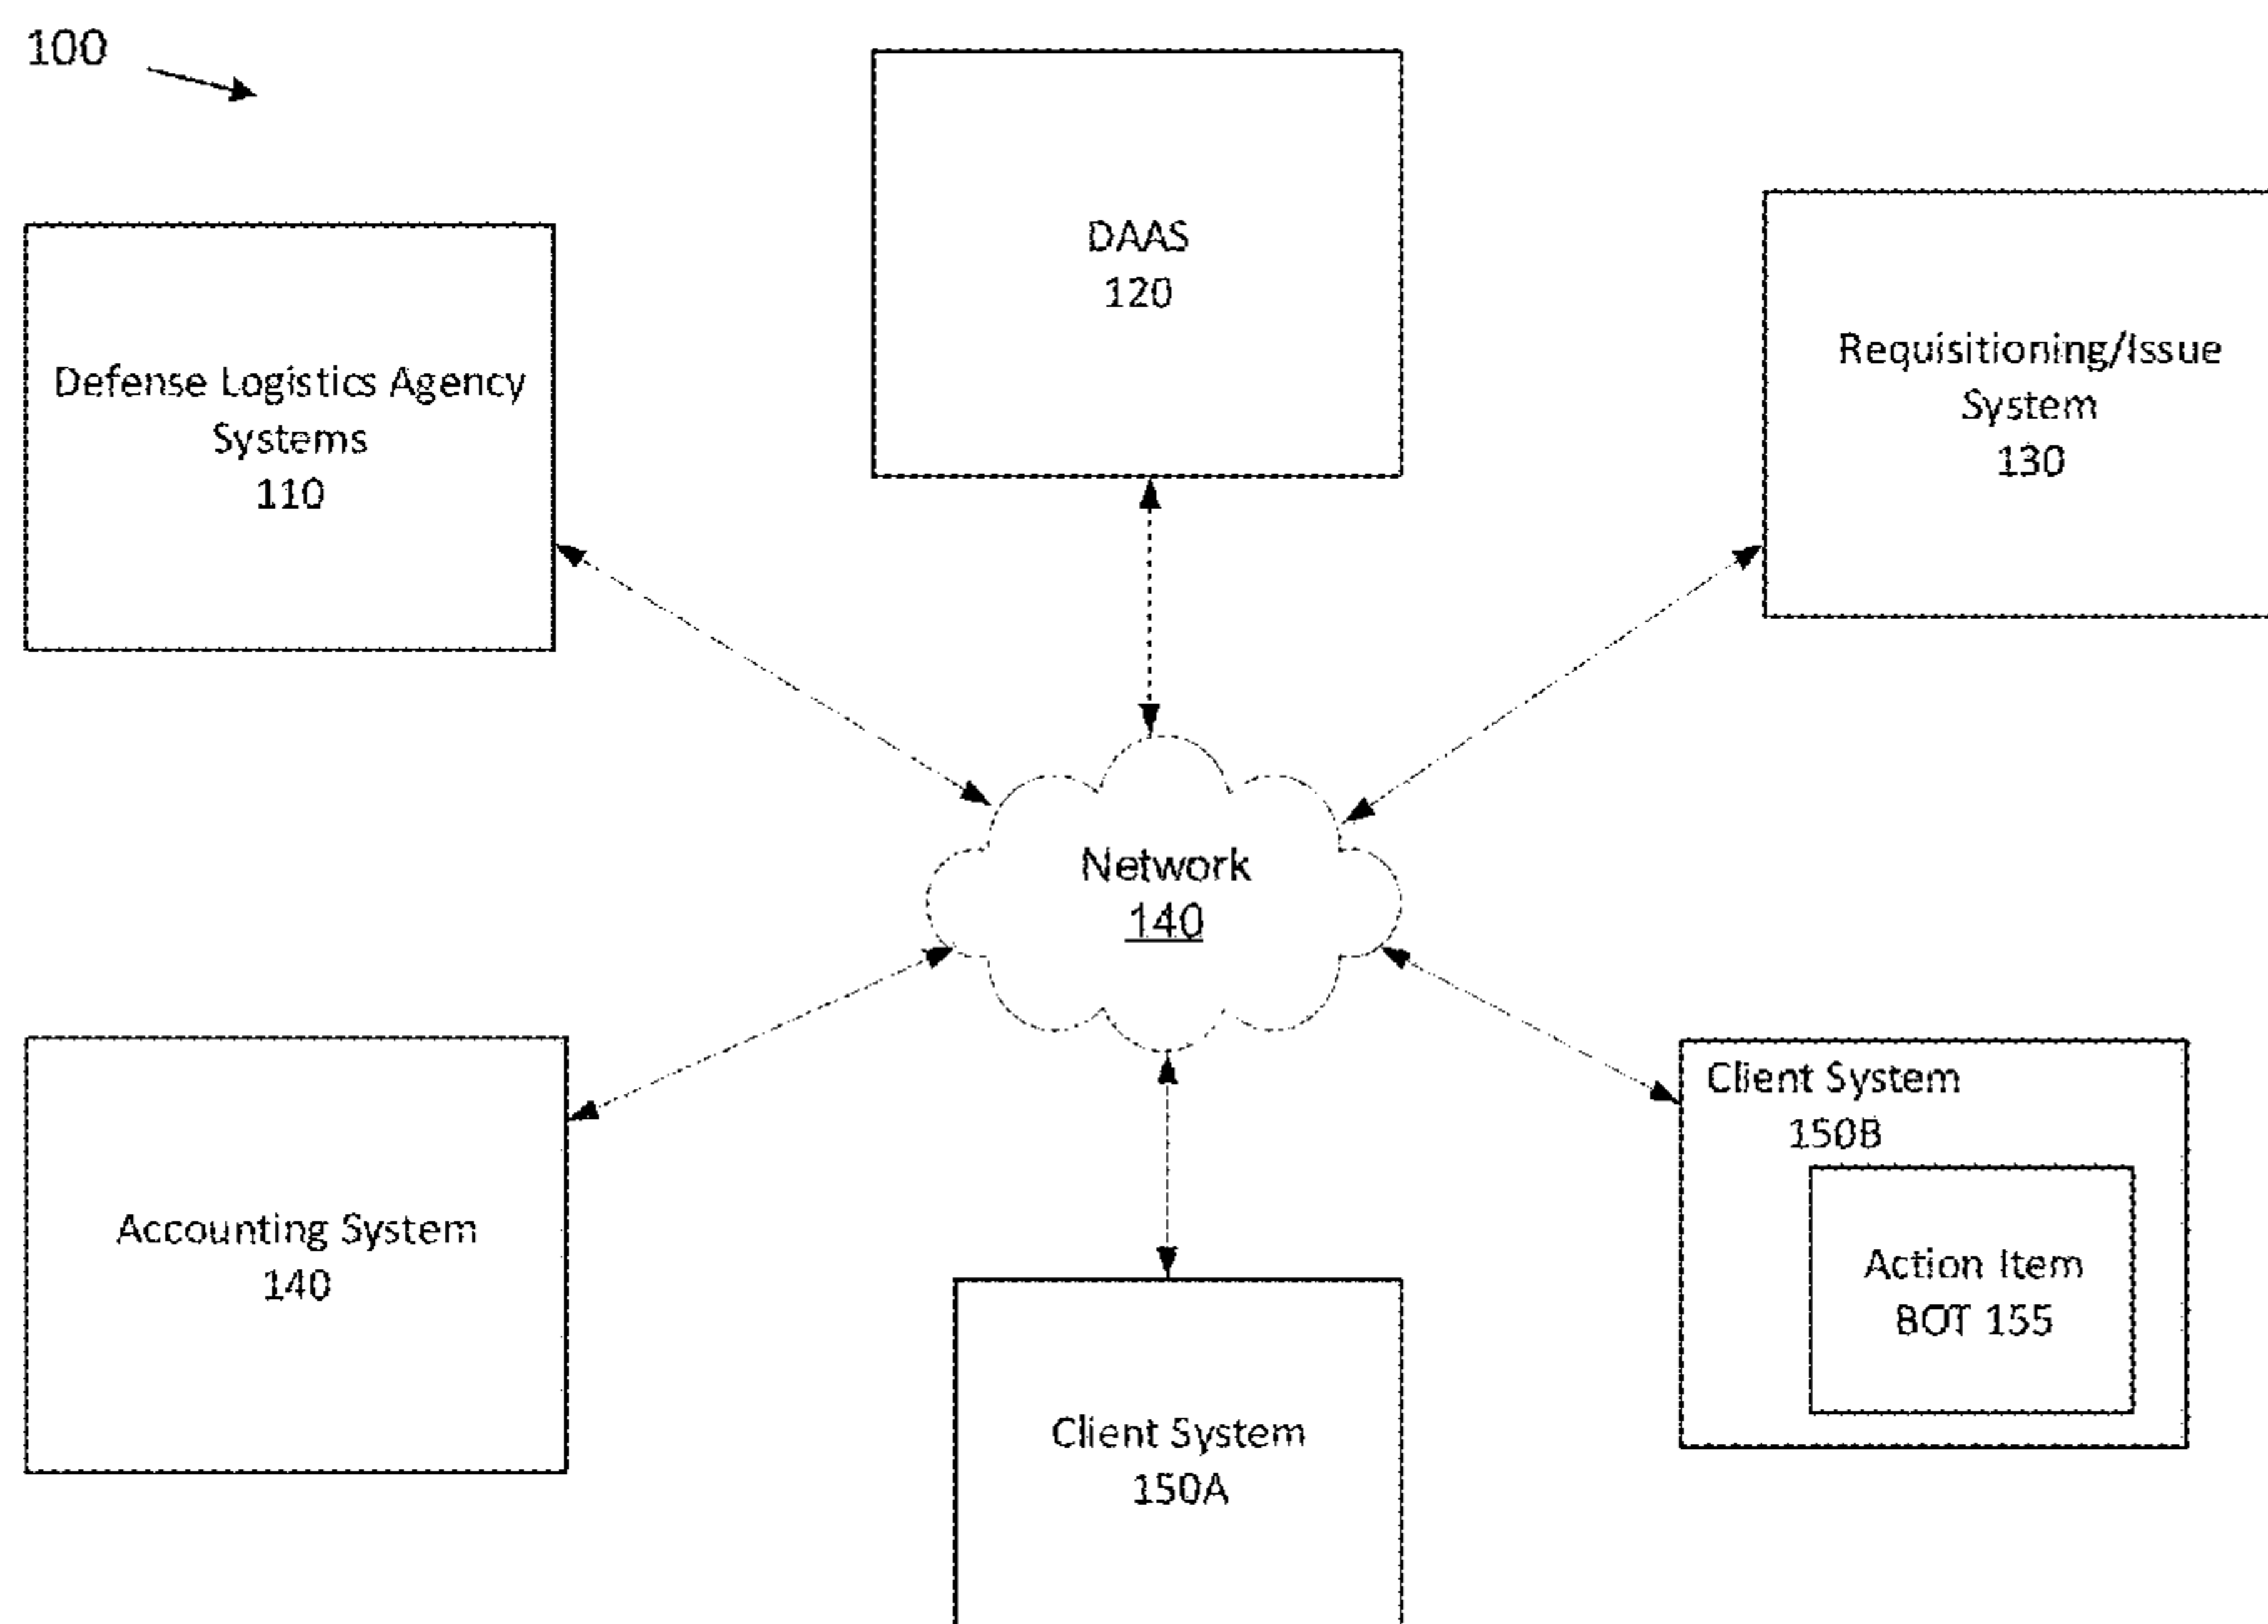 100
DAAS
120
Defense Logistics Agency
Systems
110
Requisitioning/Issue
System
130
Network
140
Accounting System
140
Client System
150A
Client System
150B
Action Item
BOT 155